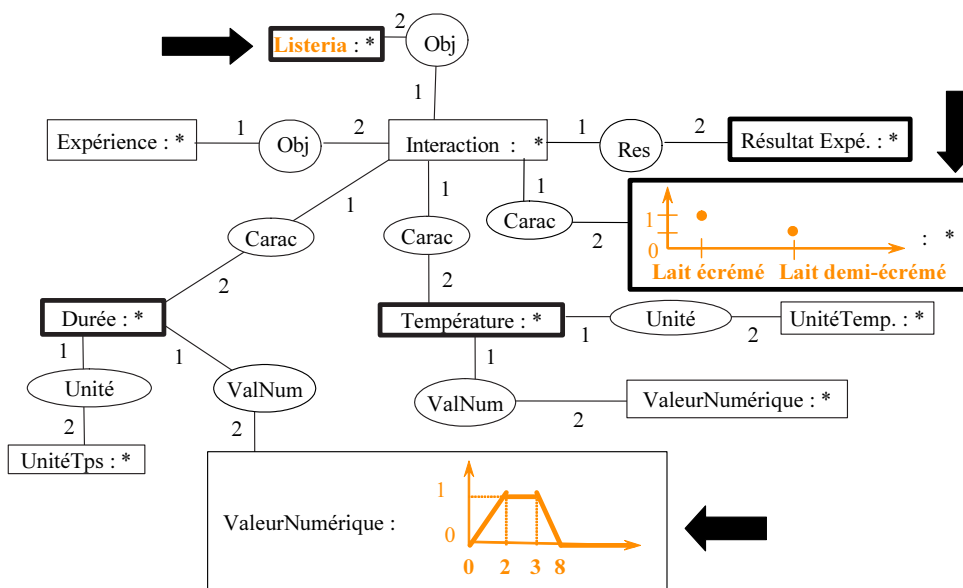 2
Listeria : *
Obj
1
Expérience : *
1
Obj
2
Interaction : *
1
Res
2
Résultat Expé. : *
1
1
1
Carac
Carac
Carac
2
1
0
: *
Lait écrémé
Lait demi-écrémé
2
2
Durée : *
Température : *
1
Unité
2
UnitéTemp. : *
1
1
1
Unité
ValNum
ValNum
2
ValeurNumérique : *
2
2
UnitéTps : *
ValeurNumérique :
1
0
0
2
3
8